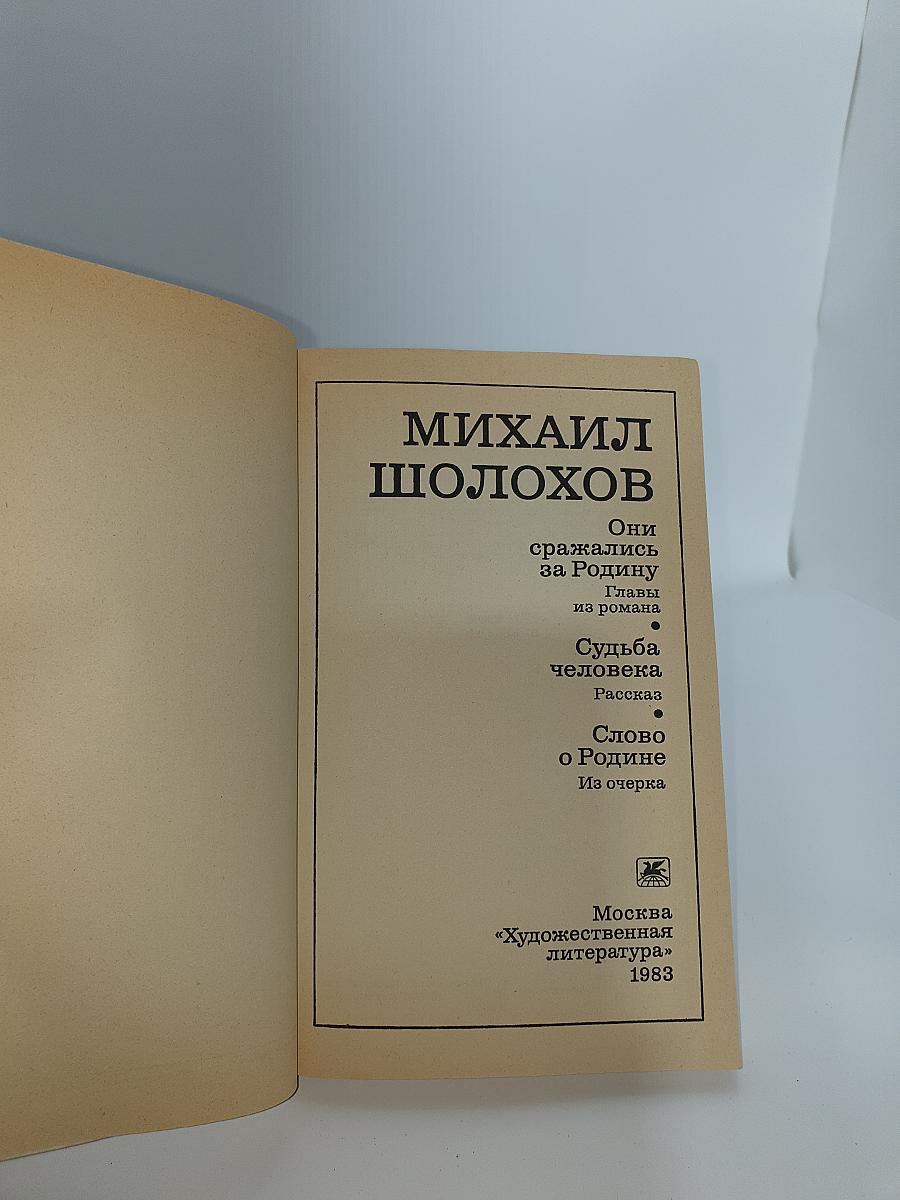 МИХАИЛ
ШОЛОХОВ
Они
сражались
за Родину
Главы
из романа
•
Судьба
человека
Рассказ
•
Слово
о Родине
Из очерка
Москва
«Художественная
литература»
1983